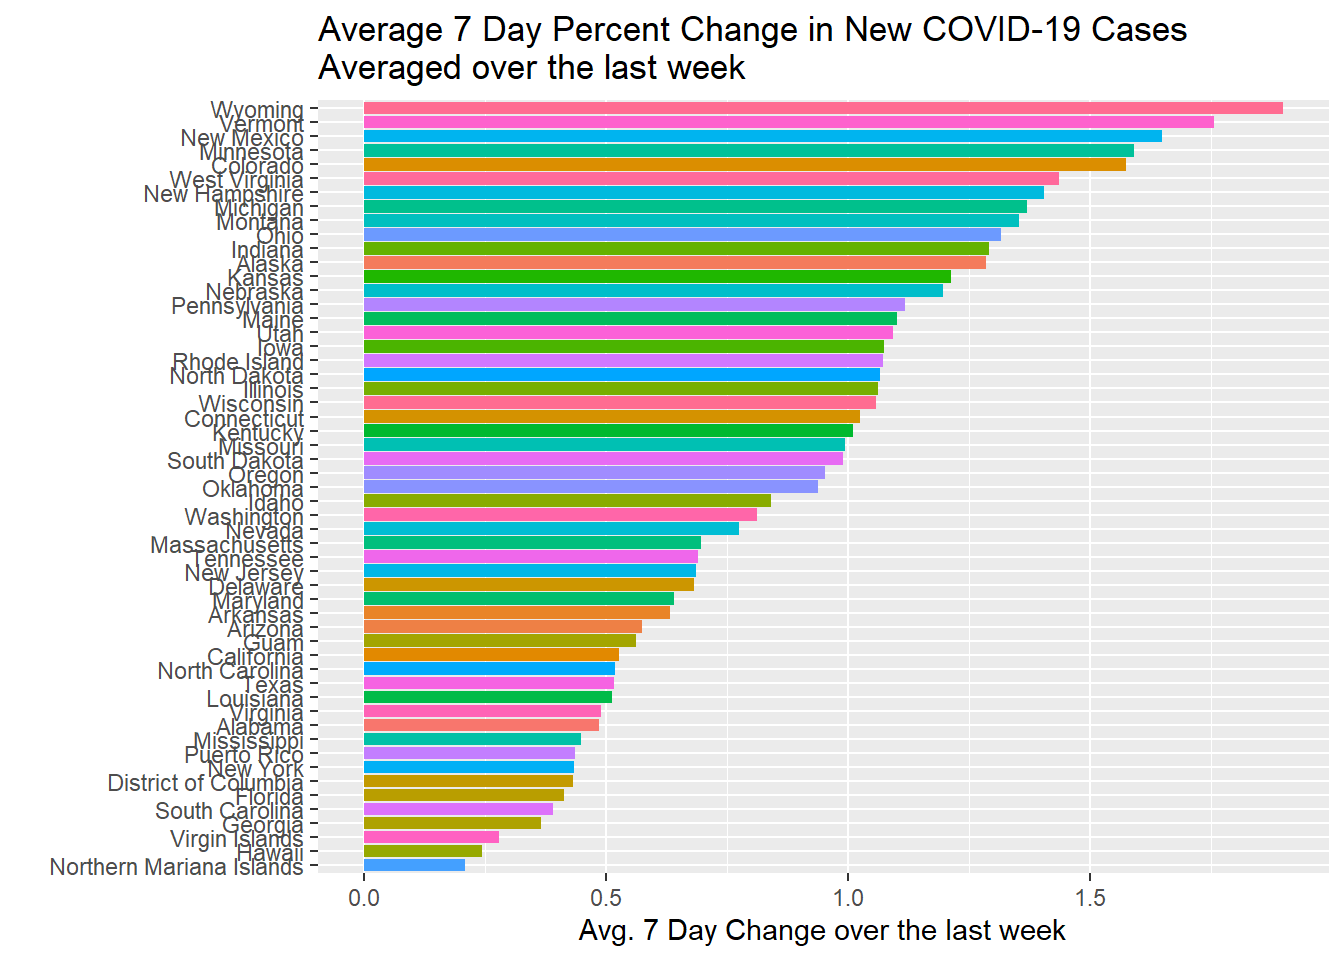 Average 7 Day Percent Change in New COVID-19 Cases
Averaged over the last week
Wyoming
Vermont
New Mexico
Minnesota
Colorado
West Virginia
New Hampshire
Michigan
Montana
Ohio
Indiana
Alaska
Kansas
Nebraska
Pennsylvania
Maine
Utah
Iowa
Rhode Island
North Dakota
Illinois
Wisconsin
Connecticut
Kentucky
Missouri
South Dakota
Oregon
Oklahoma
Idaho
Washington
Nevada
Massachusetts
Tennessee
New Jersey
Delaware
Maryland
Arkansas
Arizona
Guam
California
North Carolina
Texas
Louisiana
Virginia
Alabama
Mississippi
Puerto Rico
New York
District of Columbia
Florida
South Carolina
Georgia
Virgin Islands
Hawaii
Northern Mariana Islands
0.0 0.5 1.0 1.5
Avg. 7 Day Change over the last week